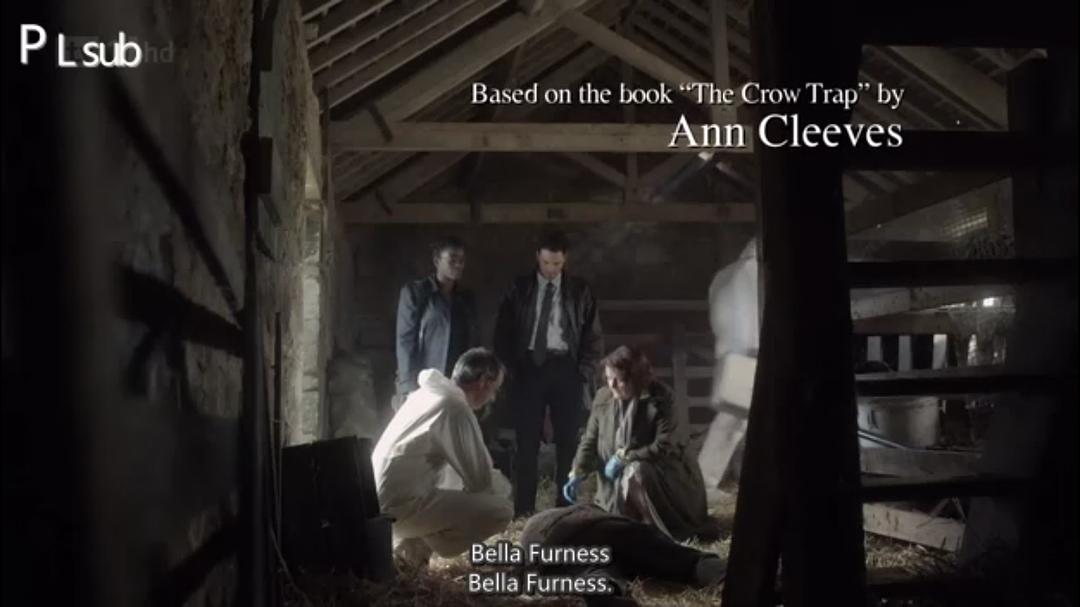 P L sub
Based on the book “The Crow Trap” by
Ann Cleeves
Bella Furness
Bella Furness.